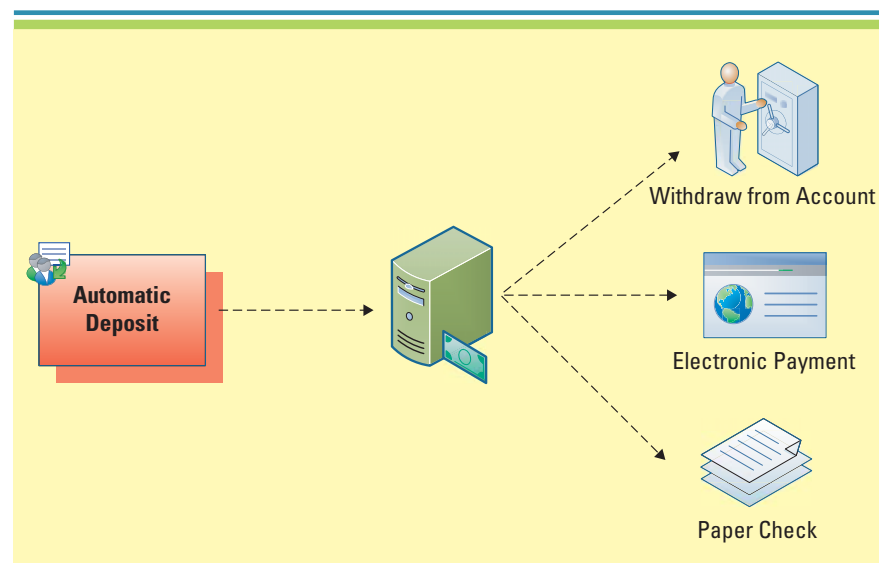 Automatic
Deposit
Withdraw from Account
Electronic Payment
Paper Check